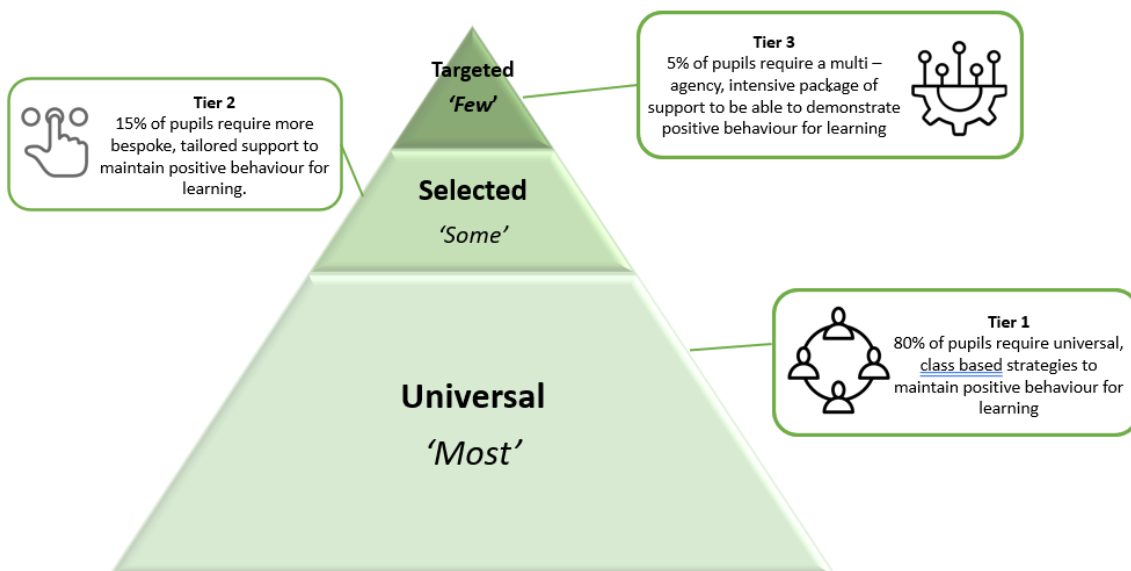 Tier 3
5% of pupils require a multi –
agency, intensive package of
support to be able to demonstrate
positive behaviour for learning
Targeted
‘Few’
Tier 2
15% of pupils require more
bespoke, tailored support to
maintain positive behaviour for
learning.
Selected
‘Some’
Tier 1
80% of pupils require universal,
class based strategies to
maintain positive behaviour for
learning
Universal
‘Most’